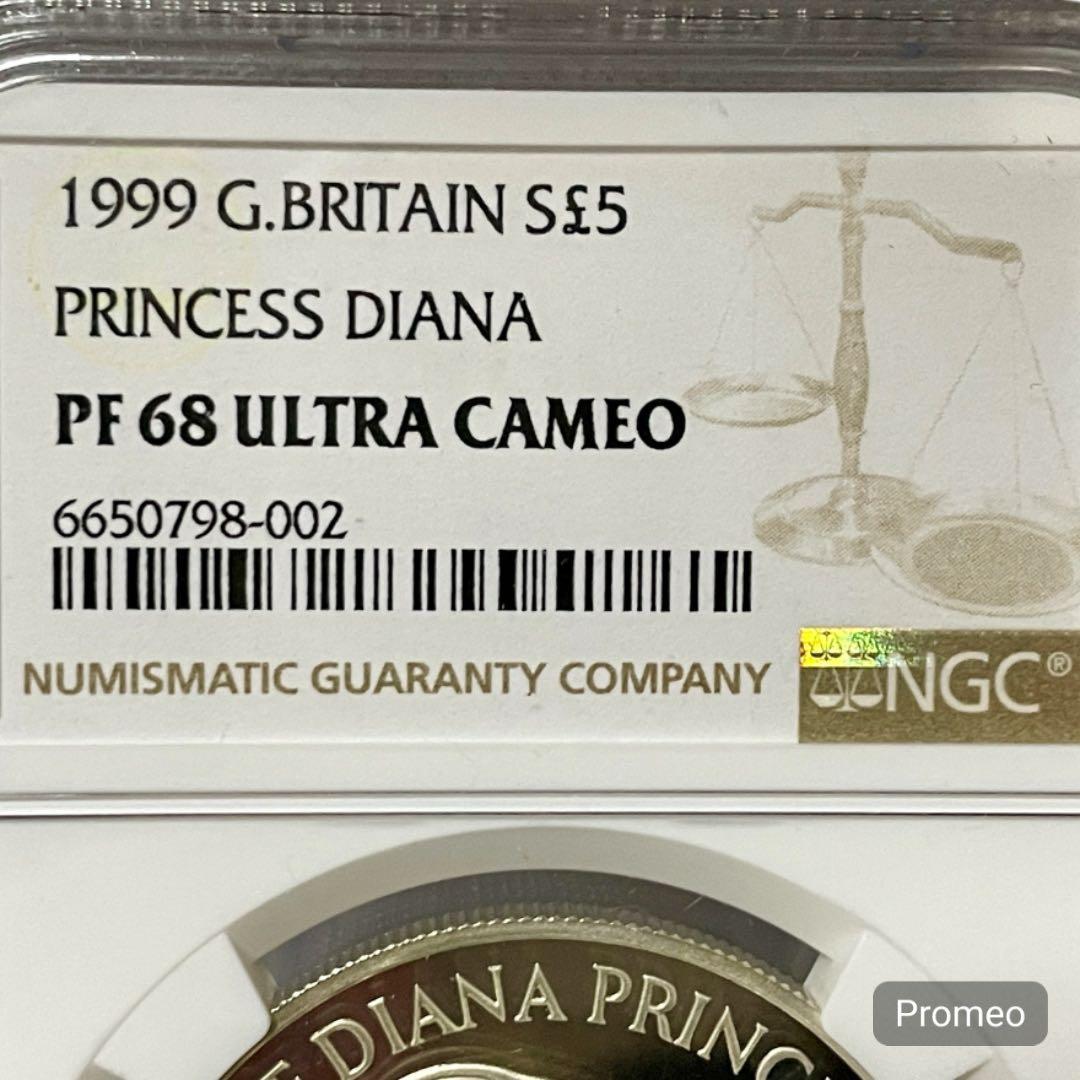 1999 G.BRITAIN S£5
PRINCESS DIANA
PF 68 ULTRA CAMEO
6650798-002
NUMISMATIC GUARANTY COMPANY
NGC®
DIANA PRINC
Promeo